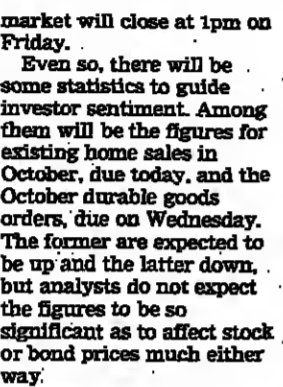 market will close at 1pm on
Friday.
Even so, there will be
some statistics to guide
investor sentiment. Among
them will be the figures for
existing home sales in
October, due today, and the
October durable goods
orders, due on Wednesday.
The former are expected to
be up and the latter down,
but analysts do not expect
the figures to be so
significant as to affect stock
or bond prices much either
way.